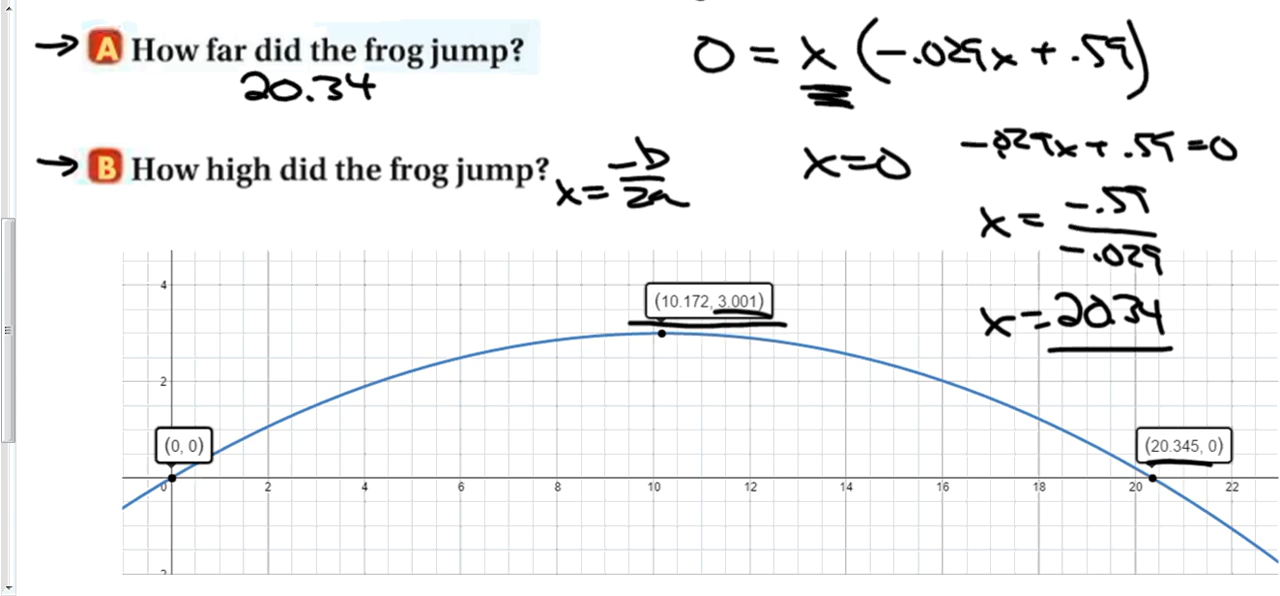 → A How far did the frog jump?
20.34
0 = x (-.029x + .59)
→ B How high did the frog jump?
x = -b/2a
x=0
-.029x + .59 = 0
x = -.59/-.029
x = 20.34
(10.172, 3.001)
(0, 0)
(20.345, 0)
4
2
0 2 4 6 8 10 12 14 16 18 20 22